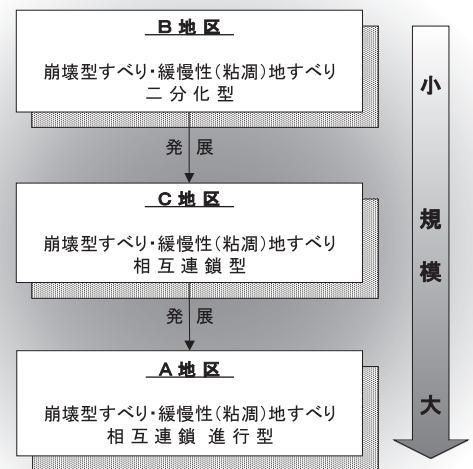 B地区
崩壊型すべり・緩慢性(粘凋)地すべり
二分化型
発展
C地区
崩壊型すべり・緩慢性(粘凋)地すべり
相互連鎖型
発展
A地区
崩壊型すべり・緩慢性(粘凋)地すべり
相互連鎖 進行型
小
規
模
大